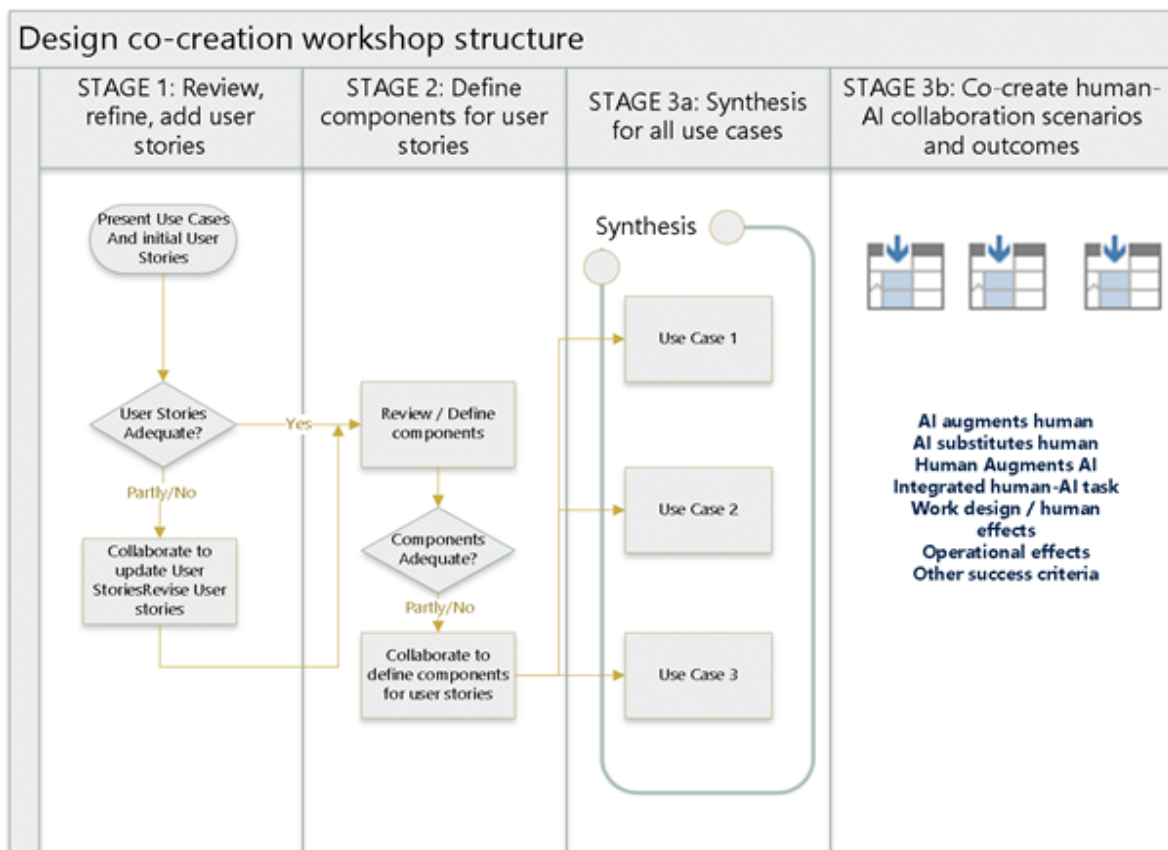 Design co-creation workshop structure
STAGE 1: Review,
refine, add user
stories
STAGE 2: Define
components for user
stories
STAGE 3a: Synthesis
for all use cases
STAGE 3b: Co-create human-
AI collaboration scenarios
and outcomes
Present Use Cases
And initial User
Stories
User Stories
Adequate?
Yes
Partly/No
Collaborate to
update User
StoriesRevise User
stories
Review / Define
components
Components
Adequate?
Partly/No
Collaborate to
define components
for user stories
Synthesis
Use Case 1
Use Case 2
Use Case 3
AI augments human
AI substitutes human
Human Augments AI
Integrated human-AI task
Work design / human
effects
Operational effects
Other success criteria